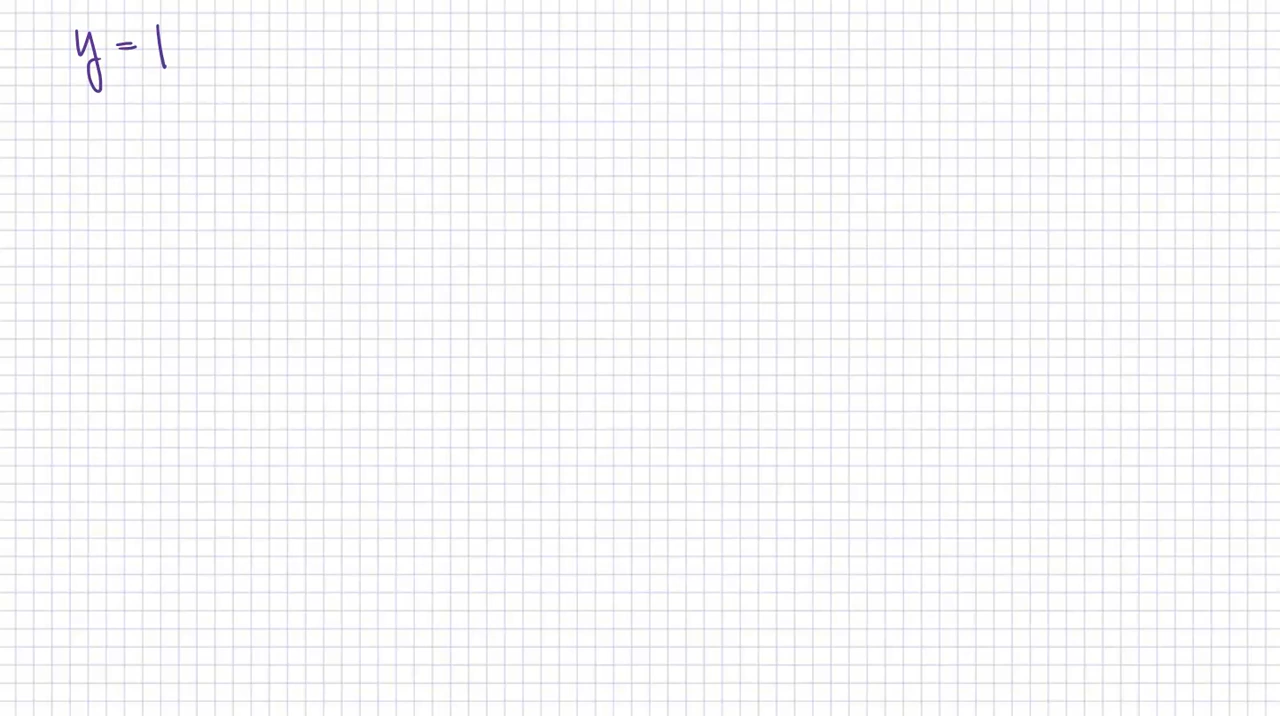 y = 1